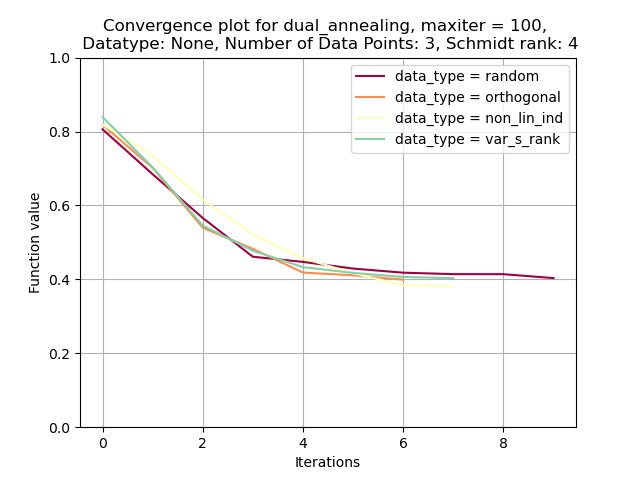 Convergence plot for dual_annealing, maxiter = 100,
Datatype: None, Number of Data Points: 3, Schmidt rank: 4
1.0
data_type = random
data_type = orthogonal
data_type = non_lin_ind
data_type = var_s_rank
0.8
0.6
Function value
0.4
0.2
0.0
0 2 4 6 8
Iterations